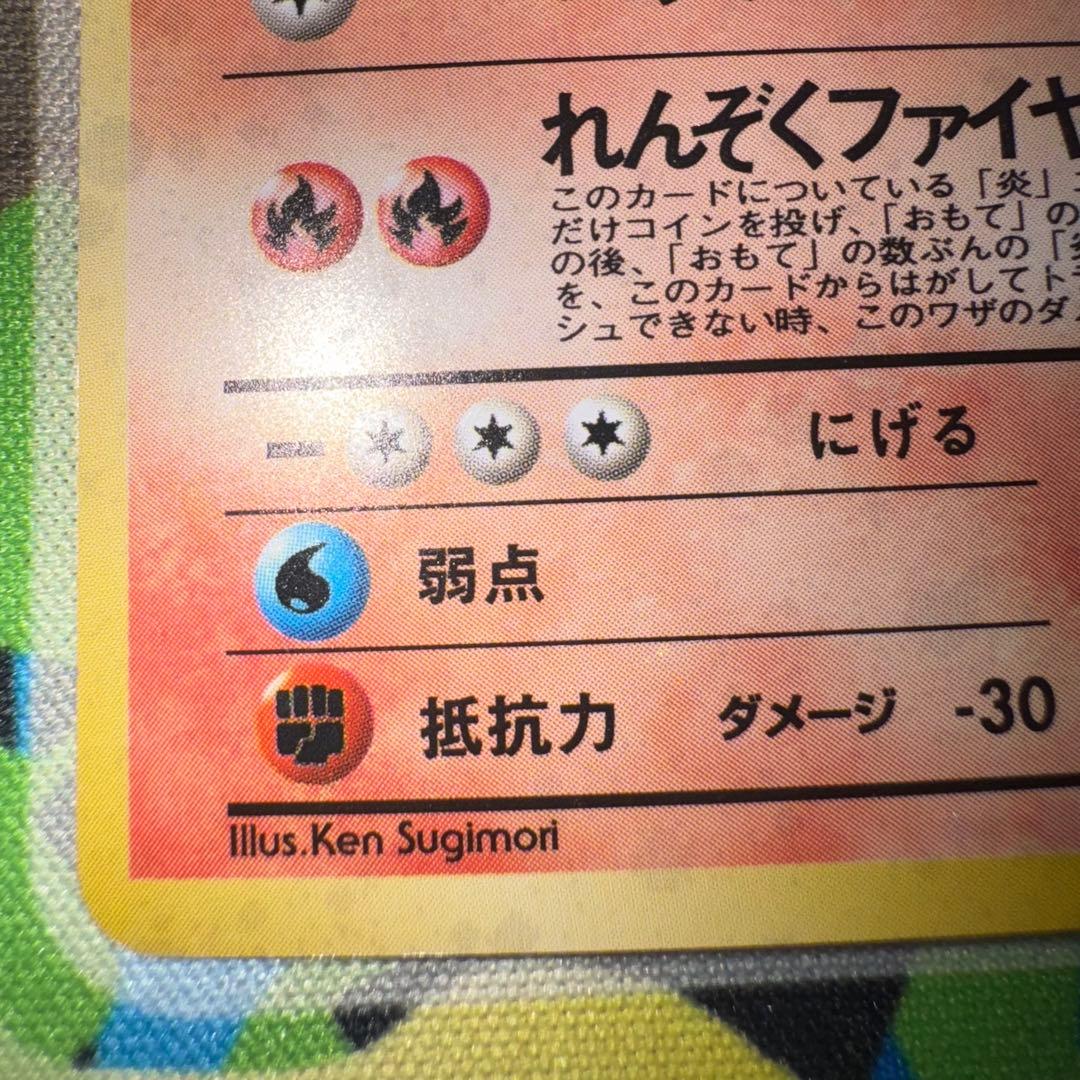 れんぞくファイヤ
このカードについている「炎」
だけコインを投げ、「おもて」の
の後、「おもて」の数ぶんの「
を、このカードからはがしてト
シュできない時、このワザのダ
にげる
弱点
抵抗力 ダメージ -30
Illus.Ken Sugimori